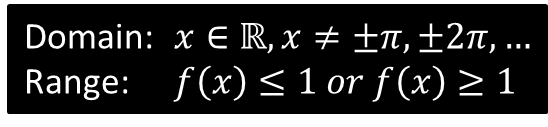 Domain: x ∈ ℝ, x ≠ ±π, ±2π, ...
Range: f(x) ≤ 1 or f(x) ≥ 1